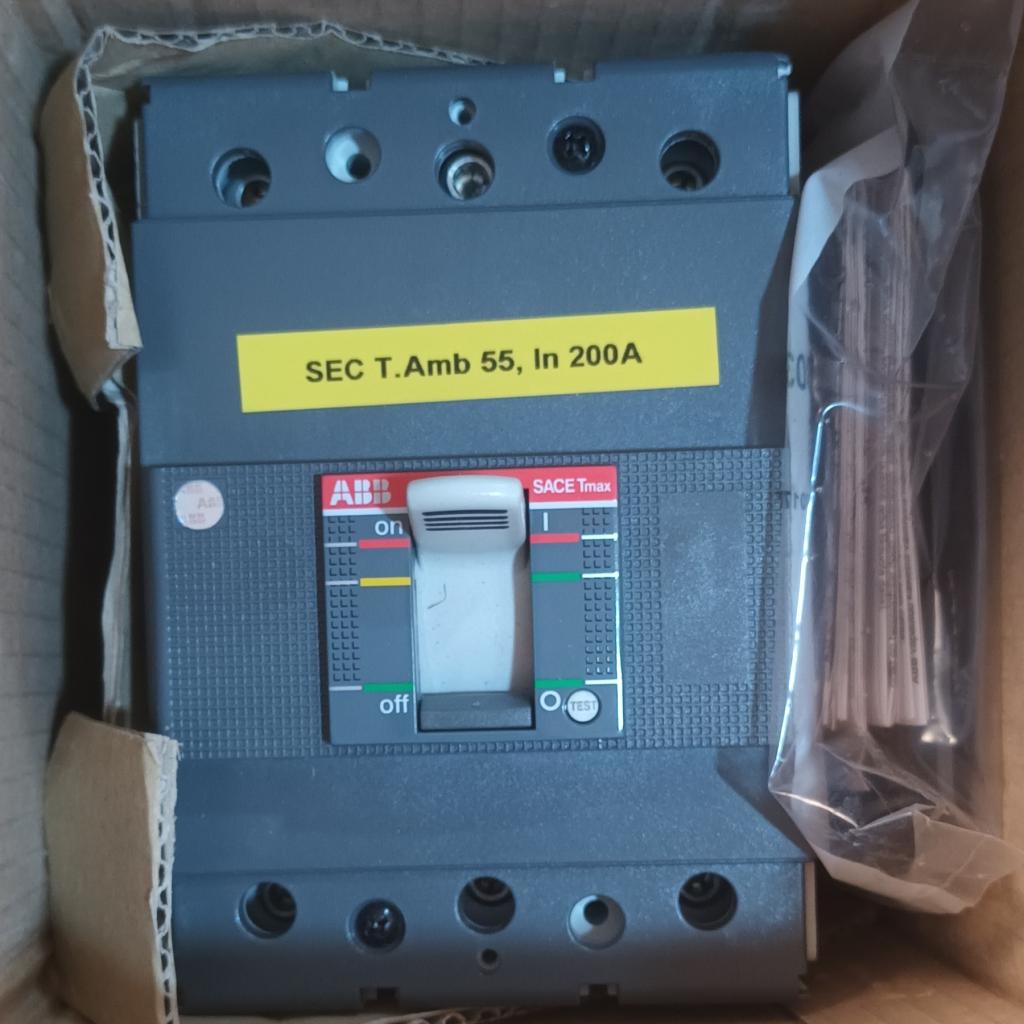 SEC T.Amb 55, In 200A
ABB SACE Tmax
on I
off O
TEST